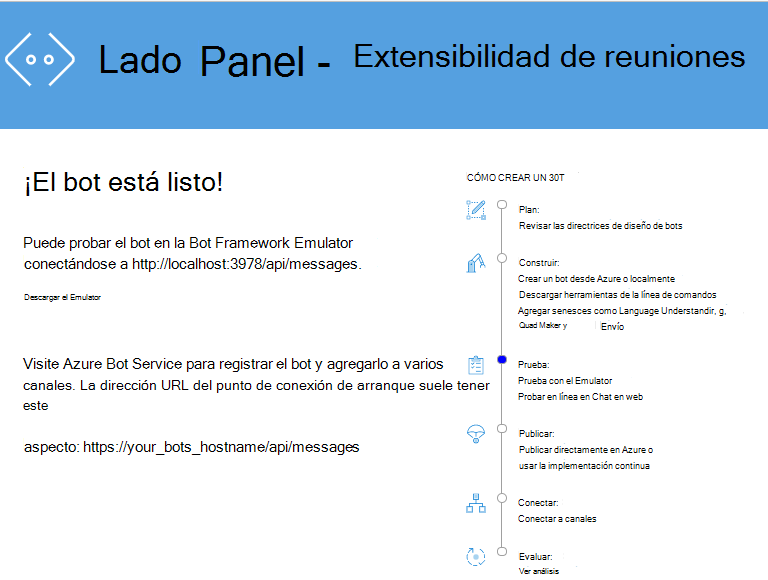 Lado Panel - Extensibilidad de reuniones
¡El bot está listo!
Puede probar el bot en la Bot Framework Emulator
conectándose a http://localhost:3978/api/messages.
Descargar el Emulator
Visite Azure Bot Service para registrar el bot y agregarlo a varios
canales. La dirección URL del punto de conexión de arranque suele tener
este
aspecto: https://your_bots_hostname/api/messages
CÓMO CREAR UN 30T
Plan:
Revisar las directrices de diseño de bots
Construir:
Crear un bot desde Azure o localmente
Descargar herramientas de la línea de comandos
Agregar senesces como Language Understandir, g,
Quad Maker y Envío
Prueba:
Prueba con el Emulator
Probar en línea en Chat en web
Publicar:
Publicar directamente en Azure o
usar la implementación continua
Conectar:
Conectar a canales
Evaluar:
Ver análisis